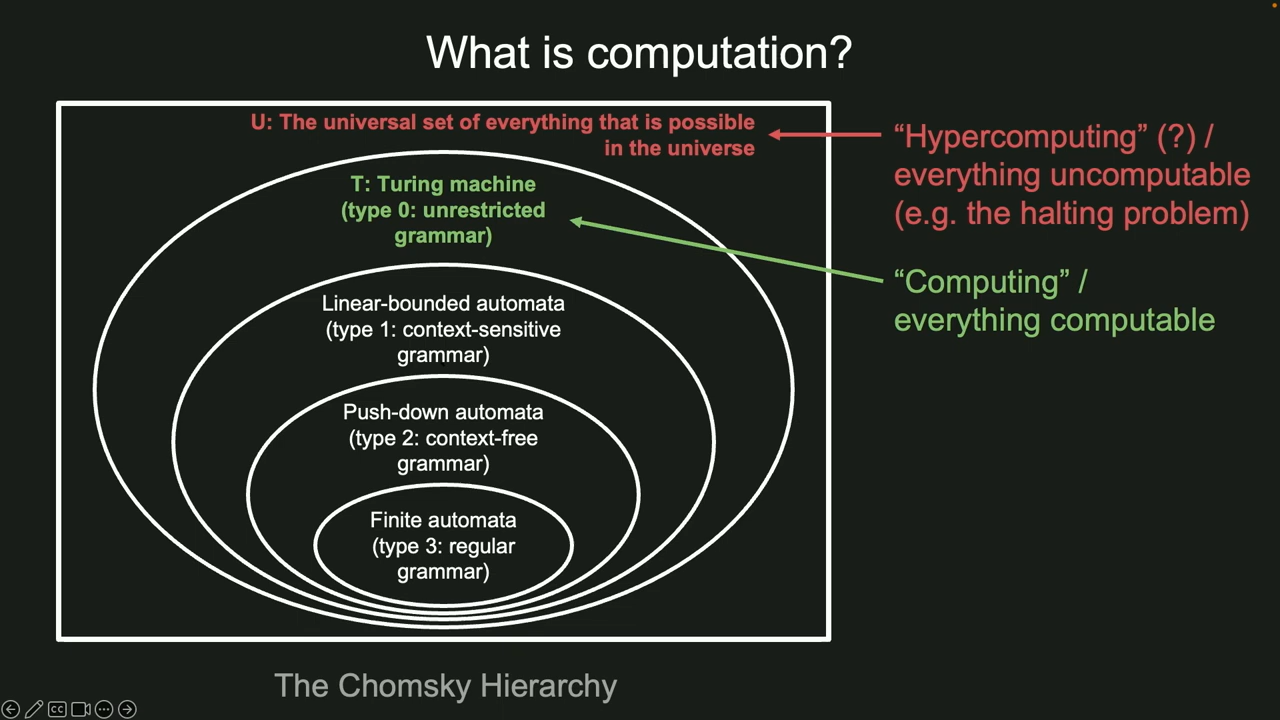 What is computation?
U: The universal set of everything that is possible
in the universe
T: Turing machine
(type 0: unrestricted
grammar)
Linear-bounded automata
(type 1: context-sensitive
grammar)
Push-down automata
(type 2: context-free
grammar)
Finite automata
(type 3: regular
grammar)
“Hypercomputing” (?) /
everything uncomputable
(e.g. the halting problem)
“Computing” /
everything computable
The Chomsky Hierarchy
CC